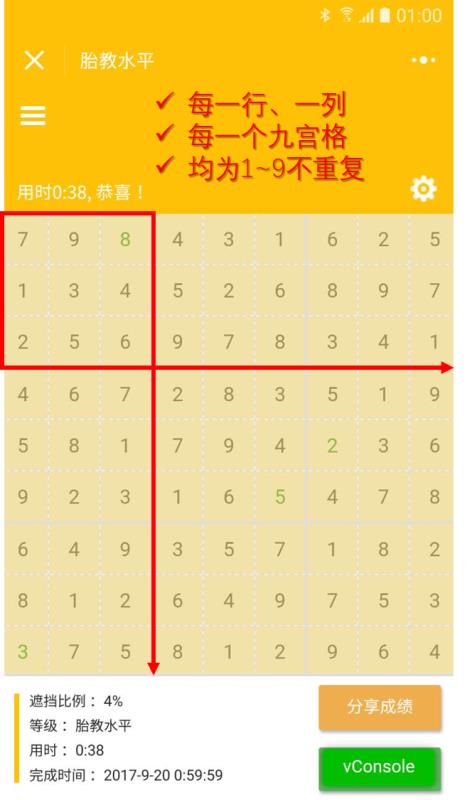 01:00
胎教水平
✓ 每一行、一列
✓ 每一个九宫格
✓ 均为1~9不重复
用时0:38, 恭喜！
7 9 8 4 3 1 6 2 5
1 3 4 5 2 6 8 9 7
2 5 6 9 7 8 3 4 1
4 6 7 2 8 3 5 1 9
5 8 1 7 9 4 2 3 6
9 2 3 1 6 5 4 7 8
6 4 9 3 5 7 1 8 2
8 1 2 6 4 9 7 5 3
3 7 5 8 1 2 9 6 4
遮挡比例： 4%
等级： 胎教水平
用时： 0:38
完成时间： 2017-9-20 0:59:59
分享成绩
vConsole